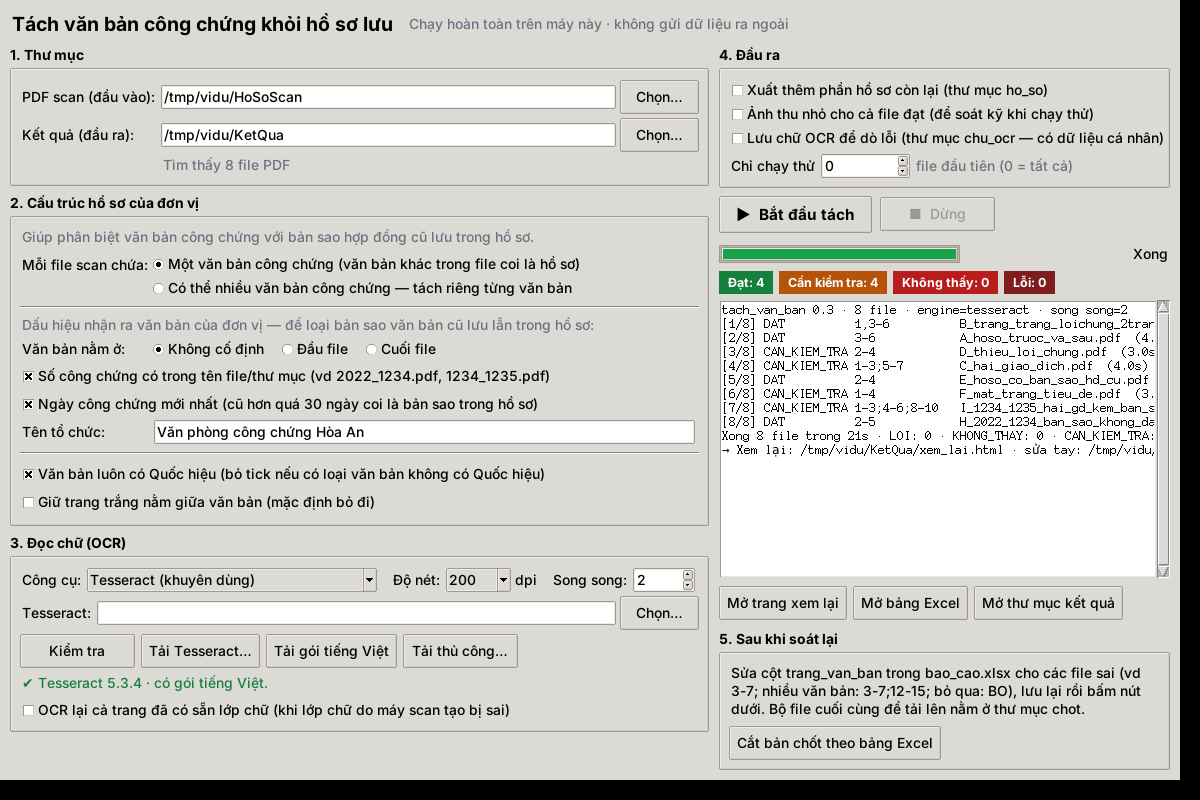 Tách văn bản công chứng khỏi hồ sơ lưu
Chạy hoàn toàn trên máy này · không gửi dữ liệu ra ngoài
1. Thư mục
PDF scan (đầu vào): /tmp/vidu/HoSoScan Chọn...
Kết quả (đầu ra): /tmp/vidu/KetQua Chọn...
Tìm thấy 8 file PDF
2. Cấu trúc hồ sơ của đơn vị
Giúp phân biệt văn bản công chứng với bản sao hợp đồng cũ lưu trong hồ sơ.
Mỗi file scan chứa: Một văn bản công chứng (văn bản khác trong file coi là hồ sơ)
Có thể nhiều văn bản công chứng — tách riêng từng văn bản
Dấu hiệu nhận ra văn bản của đơn vị — để loại bản sao văn bản cũ lưu lẫn trong hồ sơ:
Văn bản nằm ở: Không cố định Đầu file Cuối file
Số công chứng có trong tên file/thư mục (vd 2022_1234.pdf, 1234_1235.pdf)
Ngày công chứng mới nhất (cũ hơn quá 30 ngày coi là bản sao trong hồ sơ)
Tên tổ chức: Văn phòng công chứng Hòa An
Văn bản luôn có Quốc hiệu (bỏ tick nếu có loại văn bản không có Quốc hiệu)
Giữ trang trắng nằm giữa văn bản (mặc định bỏ đi)
3. Đọc chữ (OCR)
Công cụ: Tesseract (khuyên dùng) Độ nét: 200 dpi Song song: 2
Tesseract: Chọn...
Kiểm tra Tải Tesseract... Tải gói tiếng Việt Tải thủ công...
✔ Tesseract 5.3.4 · có gói tiếng Việt.
OCR lại cả trang đã có sẵn lớp chữ (khi lớp chữ do máy scan tạo bị sai)
4. Đầu ra
Xuất thêm phần hồ sơ còn lại (thư mục ho_so)
Ảnh thu nhỏ cho cả file đạt (để soát kỹ khi chạy thử)
Lưu chữ OCR để dò lỗi (thư mục chu_ocr — có dữ liệu cá nhân)
Chỉ chạy thử 0 file đầu tiên (0 = tất cả)
▶ Bắt đầu tách ■ Dừng
Xong
Đạt: 4 Cần kiểm tra: 4 Không thấy: 0 Lỗi: 0
tach_van_ban 0.3 · 8 file · engine=tesseract · song song=2
[1/8] DAT 1,3-6 B_trang_trang_loichung_2tran
[2/8] DAT 3-6 A_hoso_truoc_va_sau.pdf (4.
[3/8] CAN_KIEM_TRA 2-4 D_thieu_loi_chung.pdf (3.0s
[4/8] CAN_KIEM_TRA 1-3;5-7 C_hai_giao_dich.pdf (4.0s)
[5/8] DAT 2-4 E_hoso_co_ban_sao_hd_cu.pdf
[6/8] CAN_KIEM_TRA 1-4 F_mat_trang_tieu_de.pdf (3.
[7/8] CAN_KIEM_TRA 1-3;4-6;8-10 I_1234_1235_hai_gd_kem_ban_s
[8/8] DAT 2-5 H_2022_1234_ban_sao_khong_da
Xong 8 file trong 21s · LOI: 0 · KHONG_THAY: 0 · CAN_KIEM_TRA:
→ Xem lại: /tmp/vidu/KetQua/xem_lai.html · sửa tay: /tmp/vidu/
Mở trang xem lại Mở bảng Excel Mở thư mục kết quả
5. Sau khi soát lại
Sửa cột trang_van_ban trong bao_cao.xlsx cho các file sai (vd
3-7; nhiều văn bản: 3-7;12-15; bỏ qua: BO), lưu lại rồi bấm nút
dưới. Bộ file cuối cùng để tải lên nằm ở thư mục chot.
Cắt bản chốt theo bảng Excel